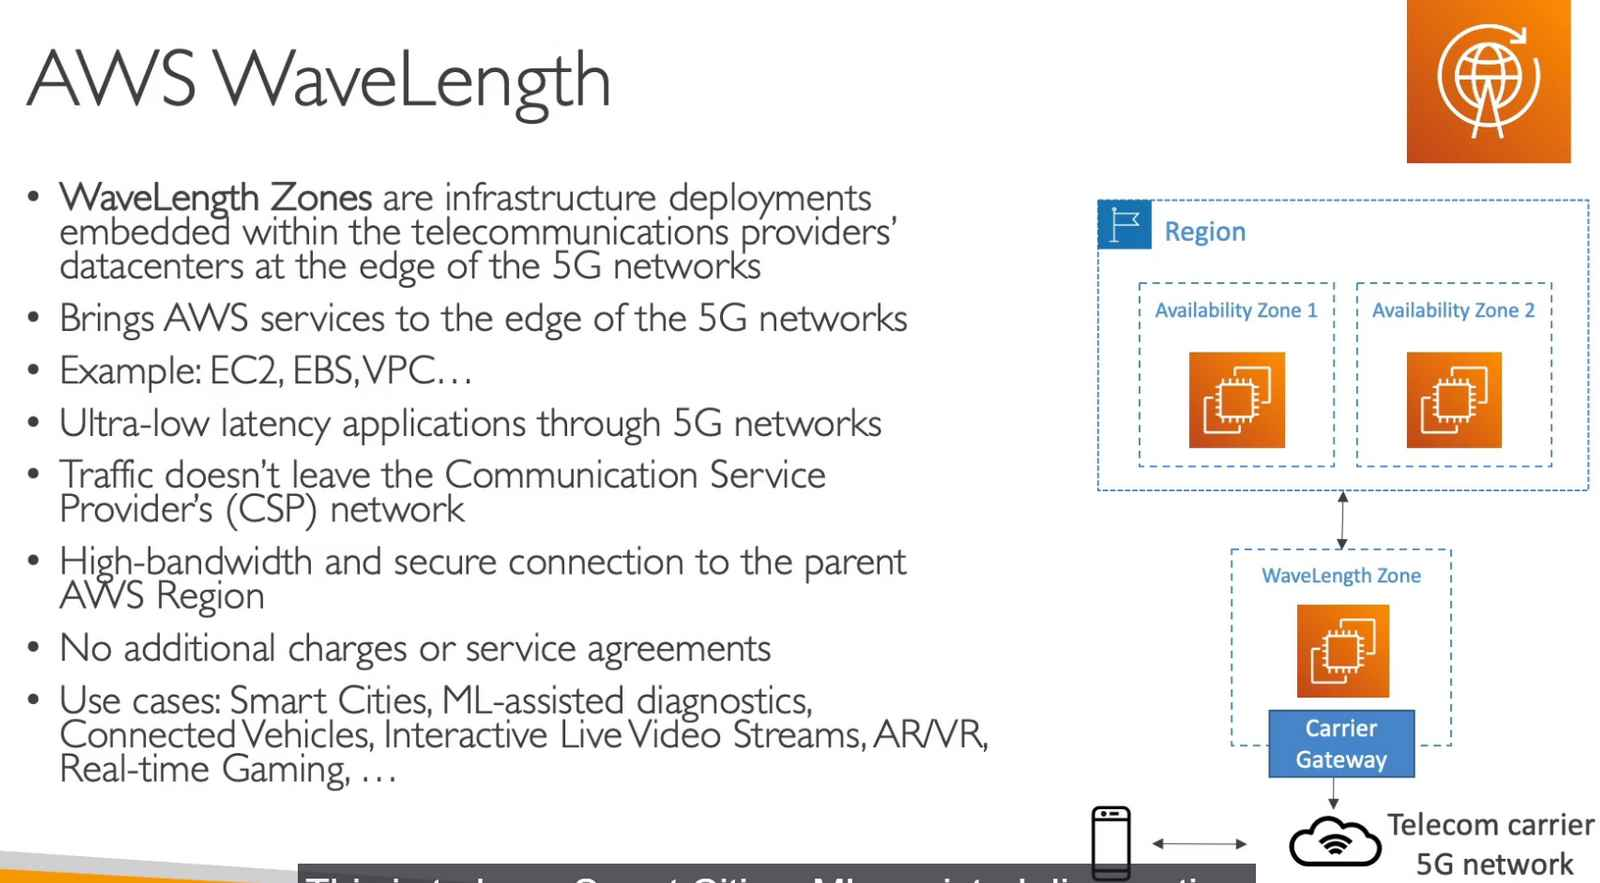 AWS WaveLength
• WaveLength Zones are infrastructure deployments
embedded within the telecommunications providers’
datacenters at the edge of the 5G networks
• Brings AWS services to the edge of the 5G networks
• Example: EC2, EBS, VPC…
• Ultra-low latency applications through 5G networks
• Traffic doesn’t leave the Communication Service
Provider’s (CSP) network
• High-bandwidth and secure connection to the parent
AWS Region
• No additional charges or service agreements
• Use cases: Smart Cities, ML-assisted diagnostics,
Connected Vehicles, Interactive Live Video Streams, AR/VR,
Real-time Gaming, …
Region
Availability Zone 1
Availability Zone 2
WaveLength Zone
Carrier
Gateway
Telecom carrier
5G network